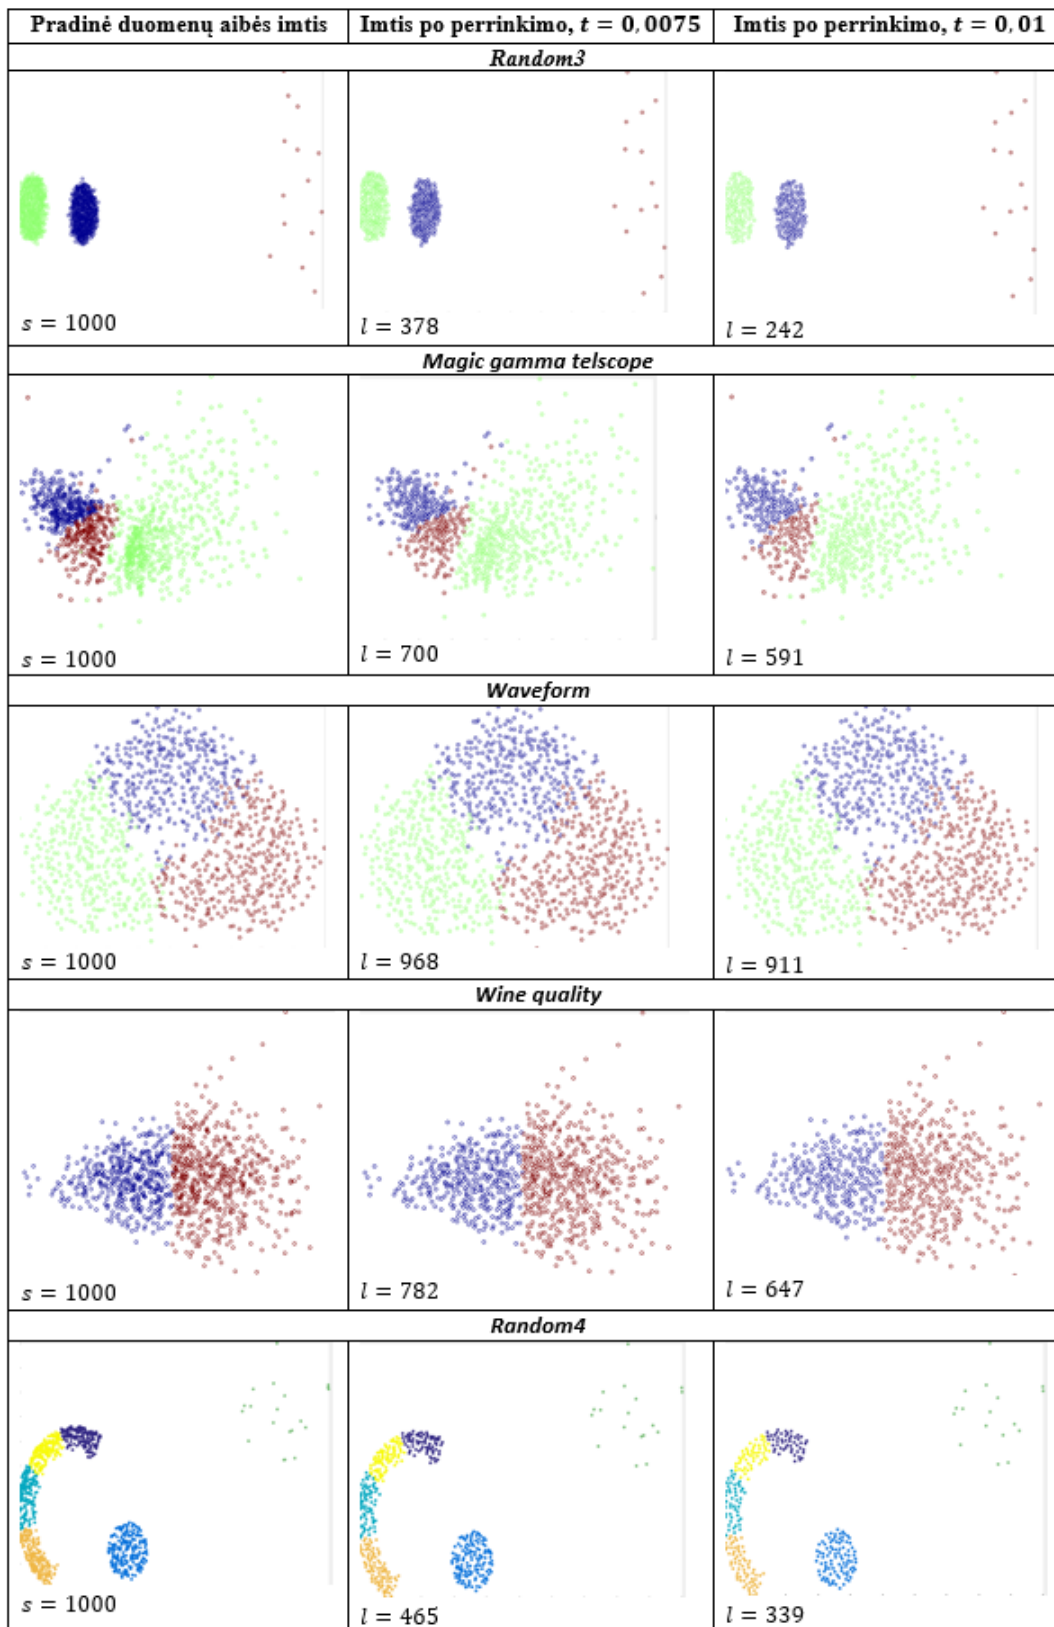 Pradinė duomenų aibės imtis
Imtis po perrinkimo, t = 0,0075
Imtis po perrinkimo, t = 0,01
Random3
s = 1000
l = 378
l = 242
Magic gamma telscope
s = 1000
l = 700
l = 591
Waveform
s = 1000
l = 968
l = 911
Wine quality
s = 1000
l = 782
l = 647
Random4
s = 1000
l = 465
l = 339